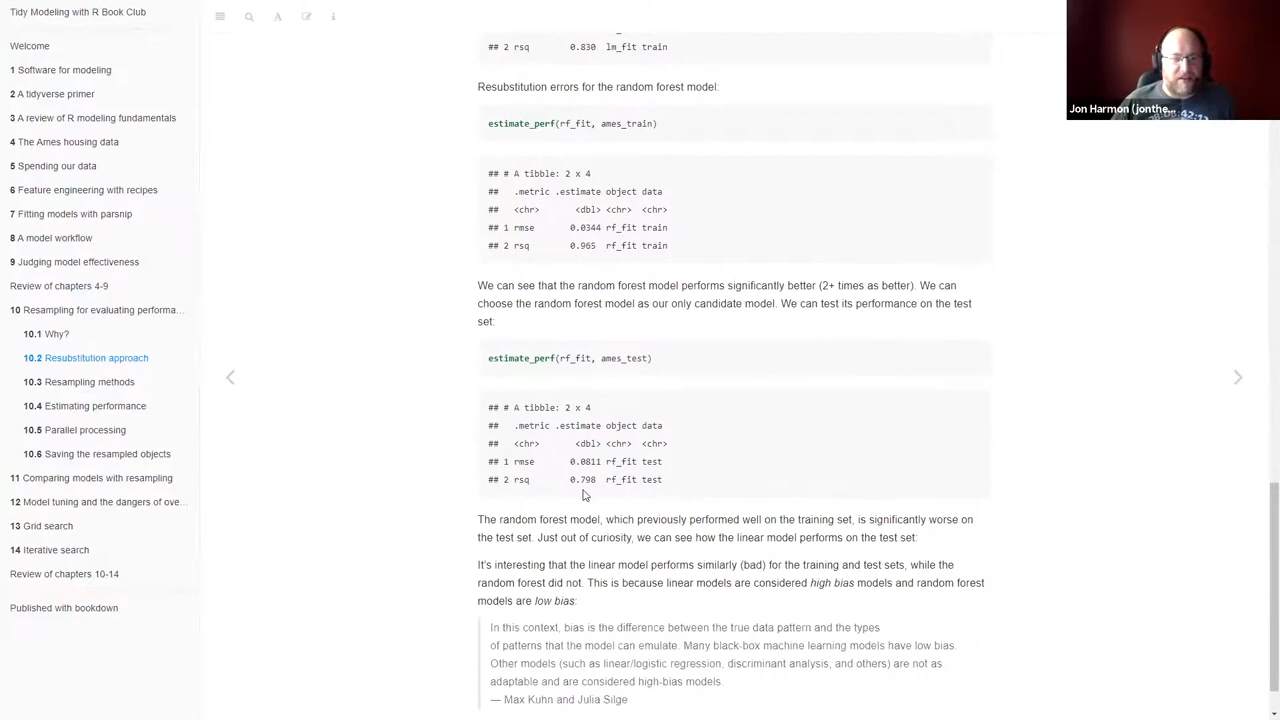 Tidy Modeling with R Book Club
Welcome
1 Software for modeling
2 A tidyverse primer
3 A review of R modeling fundamentals
4 The Ames housing data
5 Spending our data
6 Feature engineering with recipes
7 Fitting models with parsnip
8 A model workflow
9 Judging model effectiveness
Review of chapters 4-9
10 Resampling for evaluating performa...
10.1 Why?
10.2 Resubstitution approach
10.3 Resampling methods
10.4 Estimating performance
10.5 Parallel processing
10.6 Saving the resampled objects
11 Comparing models with resampling
12 Model tuning and the dangers of ove...
13 Grid search
14 Iterative search
Review of chapters 10-14
Published with bookdown
## 2 rsq 0.830 lm_fit train
Resubstitution errors for the random forest model:
estimate_perf(rf_fit, ames_train)
## # A tibble: 2 x 4
## .metric .estimate object data
## <chr> <dbl> <chr> <chr>
## 1 rmse 0.0344 rf_fit train
## 2 rsq 0.965 rf_fit train
We can see that the random forest model performs significantly better (2+ times as better). We can
choose the random forest model as our only candidate model. We can test its performance on the test
set:
estimate_perf(rf_fit, ames_test)
## # A tibble: 2 x 4
## .metric .estimate object data
## <chr> <dbl> <chr> <chr>
## 1 rmse 0.0811 rf_fit test
## 2 rsq 0.798 rf_fit test
The random forest model, which previously performed well on the training set, is significantly worse on
the test set. Just out of curiosity, we can see how the linear model performs on the test set:
It's interesting that the linear model performs similarly (bad) for the training and test sets, while the
random forest did not. This is because linear models are considered high bias models and random forest
models are low bias:
In this context, bias is the difference between the true data pattern and the types
of patterns that the model can emulate. Many black-box machine learning models have low bias.
Other models (such as linear/logistic regression, discriminant analysis, and others) are not as
adaptable and are considered high-bias models.
— Max Kuhn and Julia Silge
Jon Harmon (jonthe...